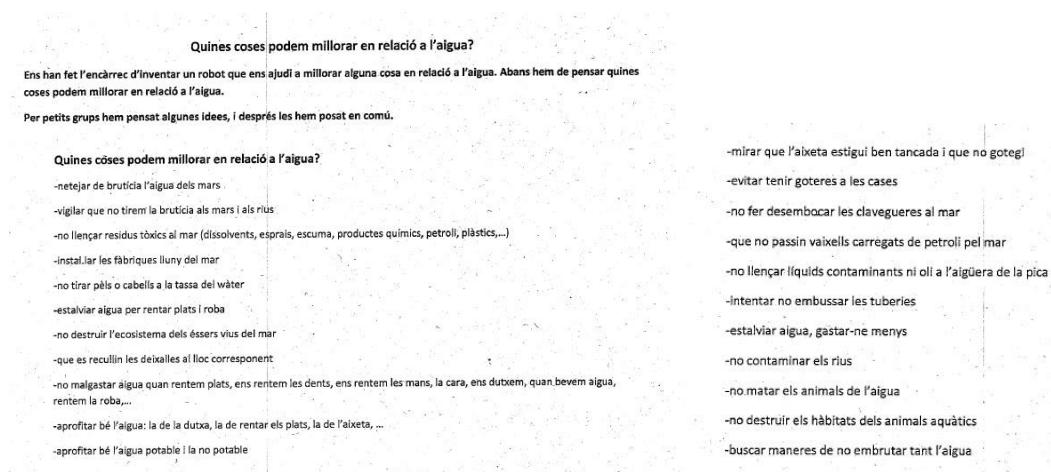 Quines coses podem millorar en relació a l'aigua?
Ens han fet l'encàrrec d'inventar un robot que ens ajudi a millorar alguna cosa en relació a l'aigua. Abans hem de pensar quines
coses podem millorar en relació a l'aigua.
Per petits grups hem pensat algunes idees, i després les hem posat en comú.
Quines coses podem millorar en relació a l'aigua?
-netejar de brutícia l'aigua dels mars
-vigilar que no tirem la brutícia als mars i als rius
-no llençar residus tòxics al mar (dissolvents, esprais, escuma, productes químics, petroli, plàstics,...)
-instal.lar les fàbriques lluny del mar
-no tirar pèls o cabells a la tassa del wàter
-estalviar aigua per rentar plats i roba
-no destruir l'ecosistema dels éssers vius del mar
-que es recullin les deixalles al lloc corresponent
-no malgastar aigua quan rentem plats, ens rentem les dents, ens rentem les mans, la cara, ens dutxem, quan bevem aigua,
rentem la roba,...
-aprofitar bé l'aigua: la de la dutxa, la de rentar els plats, la de l'aixeta, ...
-aprofitar bé l'aigua potable i la no potable
-mirar que l'aixeta estigui ben tancada i que no gotegi
-evitar tenir goteres a les cases
-no fer desembocar les clavegueres al mar
-que no passin vaixells carregats de petroli pel mar
-no llençar líquids contaminants ni oli a l'aigüera de la pica
-intentar no embussar les tuberies
-estalviar aigua, gastar-ne menys
-no contaminar els rius
-no matar els animals de l'aigua
-no destruir els hàbitats dels animals aquàtics
-buscar maneres de no embrutar tant l'aigua